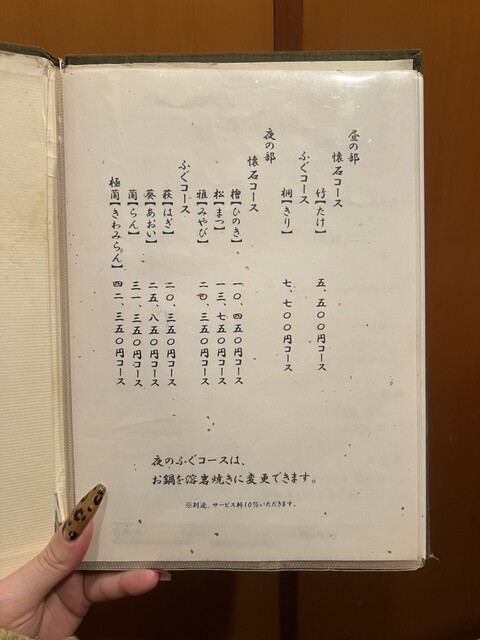 昼の部
懐石コース
竹【たけ】 五、五〇〇円コース
ふぐコース
桐【きり】 七、七〇〇円コース
夜の部
懐石コース
檜【ひのき】 一〇、四五〇円コース
松【まつ】 一三、七五〇円コース
雅【みやび】 二〇、三五〇円コース
ふぐコース
萩【はぎ】 二〇、三五〇円コース
葵【あおい】 二五、八五〇円コース
蘭【らん】 三一、三五〇円コース
極蘭【きわみらん】 四二、三五〇円コース
夜のふぐコースは、
お鍋を溶岩焼きに変更できます。
※別途、サービス料10%いただきます。